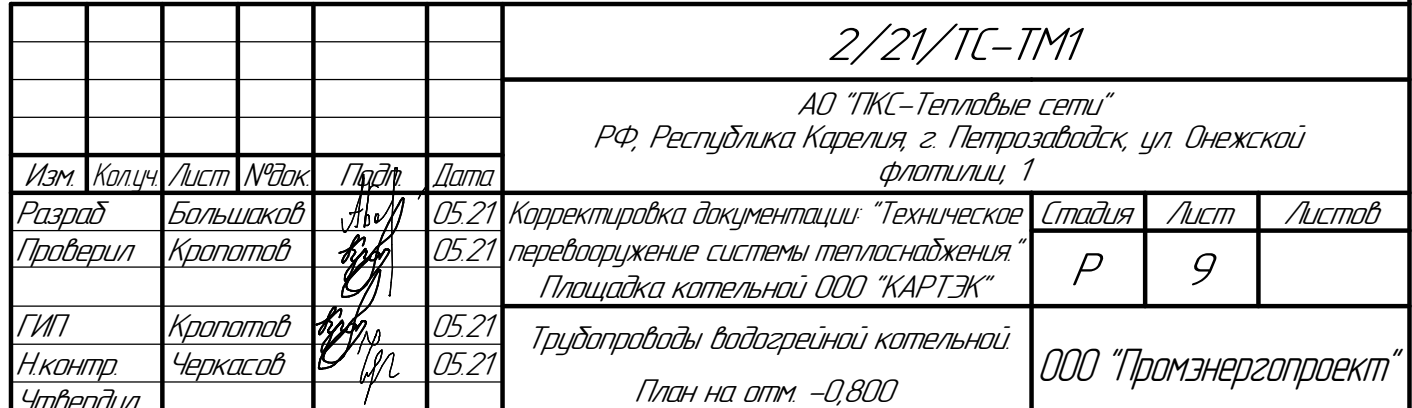 2/21/ТС-ТМ1
АО "ПКС-Тепловые сети"
РФ, Республика Карелия, г. Петрозаводск, ул. Онежской
флотилии, 1
Изм. Кол.уч. Лист №док. Подп. Дата
Разраб Большаков 05.21
Проверил Кропотов 05.21
ГИП Кропотов 05.21
Н.контр. Черкасов 05.21
Утвердил
Корректировка документации: "Техническое
перевооружение системы теплоснабжения."
Площадка котельной ООО "КАРТЭК"
Стадия Лист Листов
Р 9
Трубопроводы водогрейной котельной.
План на отм. -0,800
ООО "Промэнергопроект"